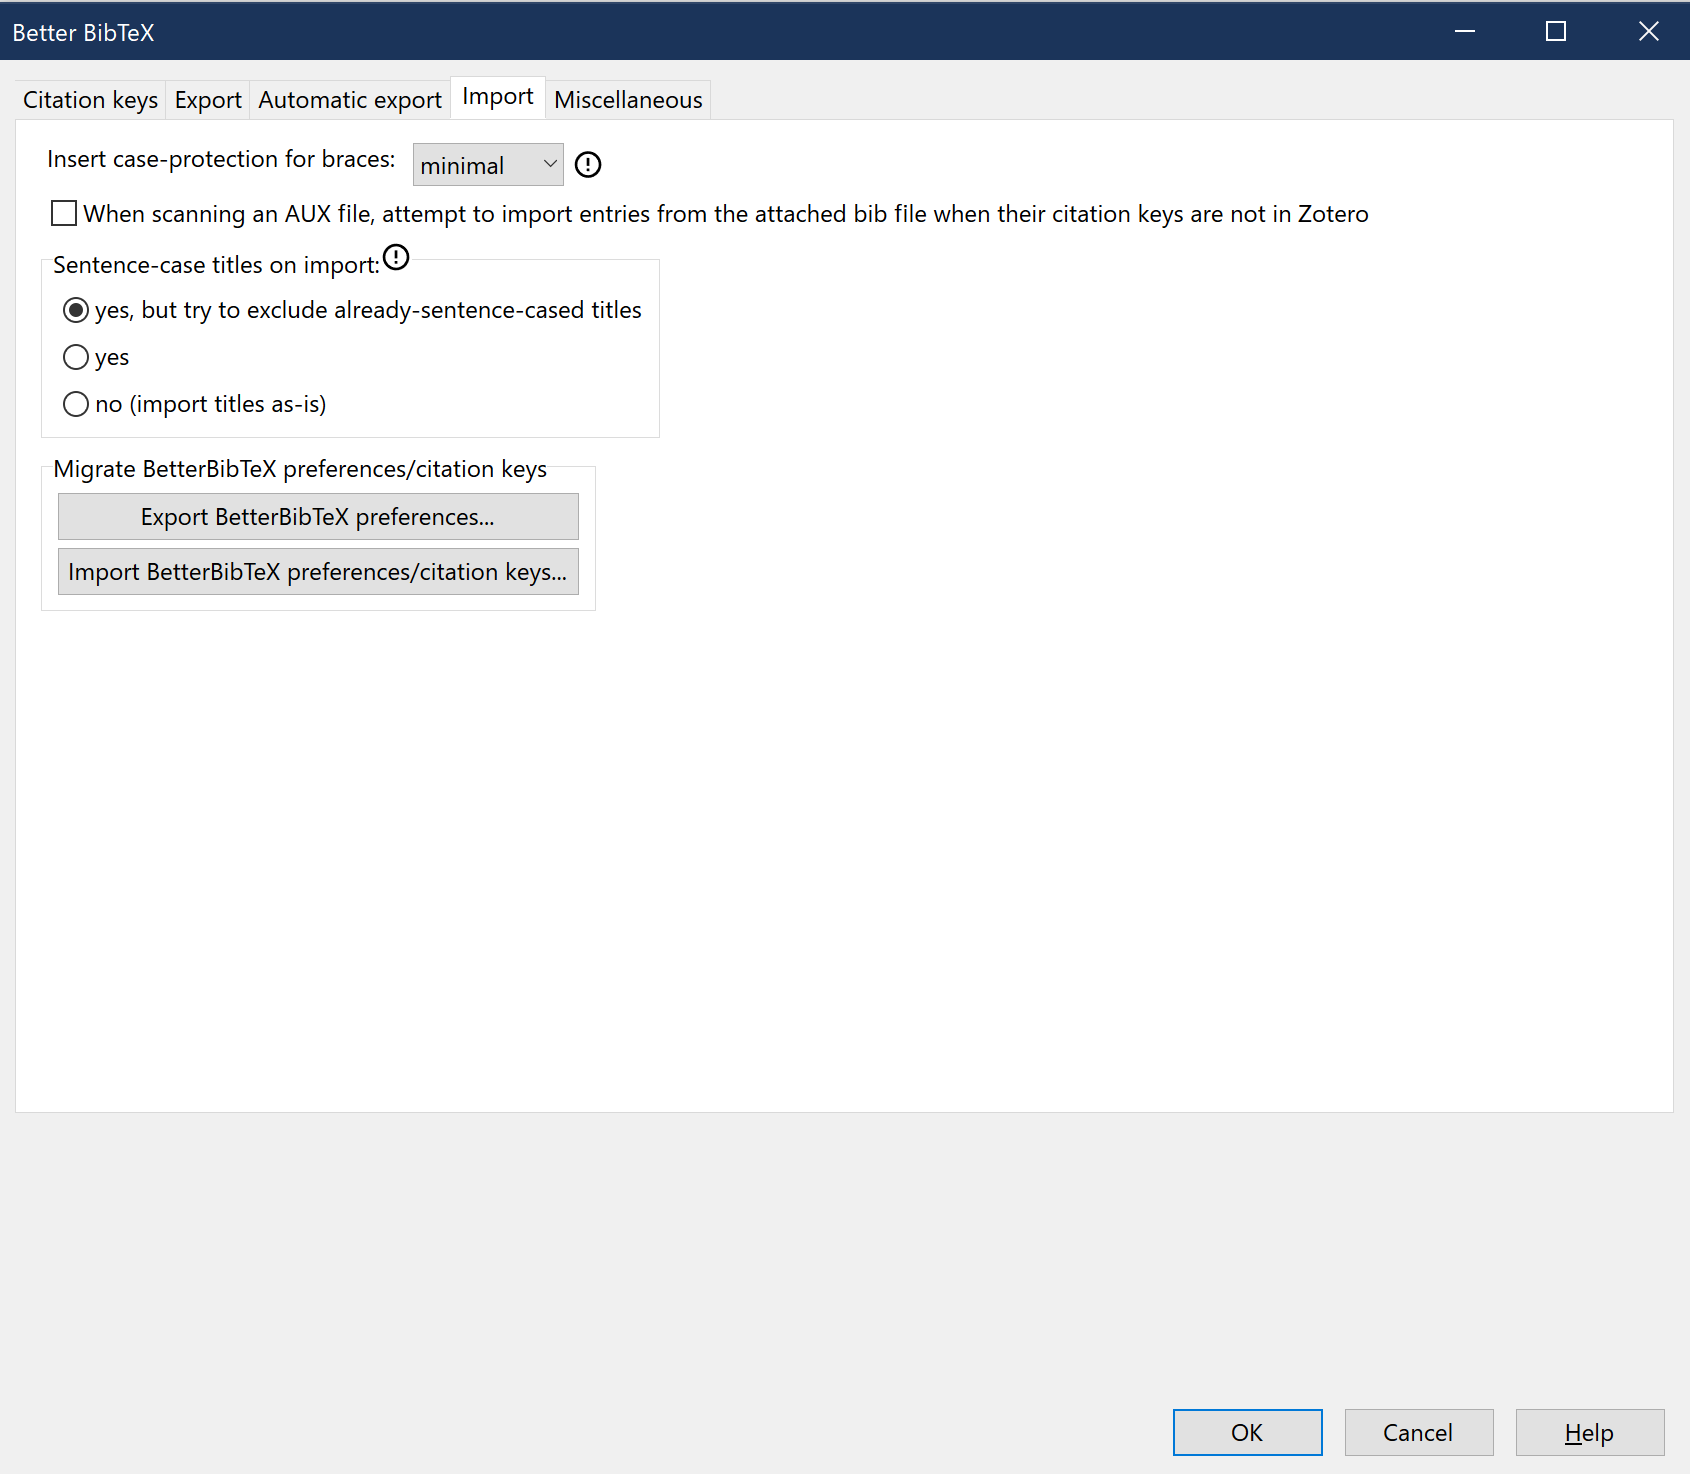 Better BibTeX
Citation keys Export Automatic export Import Miscellaneous
Insert case-protection for braces: minimal
When scanning an AUX file, attempt to import entries from the attached bib file when their citation keys are not in Zotero
Sentence-case titles on import:
yes, but try to exclude already-sentence-cased titles
yes
no (import titles as-is)
Migrate BetterBibTeX preferences/citation keys
Export BetterBibTeX preferences...
Import BetterBibTeX preferences/citation keys...
OK Cancel Help